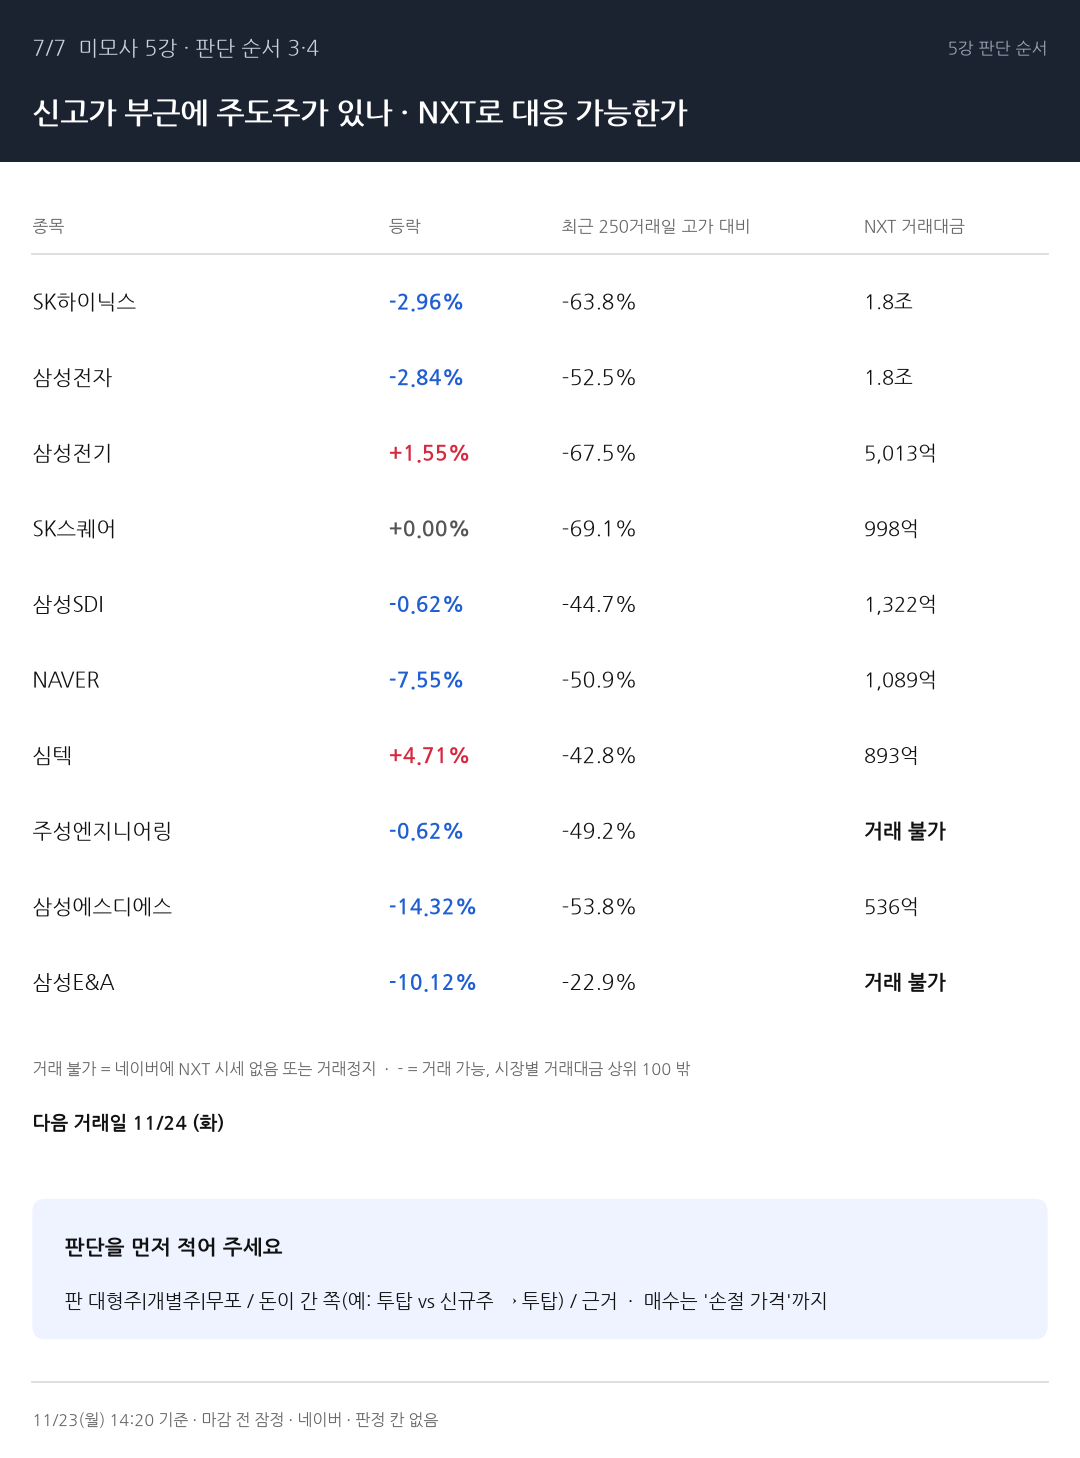 7/7 미모사 5강 · 판단 순서 3·4
5강 판단 순서
신고가 부근에 주도주가 있나 · NXT로 대응 가능한가
종목 등락 최근 250거래일 고가 대비 NXT 거래대금
SK하이닉스 -2.96% -63.8% 1.8조
삼성전자 -2.84% -52.5% 1.8조
삼성전기 +1.55% -67.5% 5,013억
SK스퀘어 +0.00% -69.1% 998억
삼성SDI -0.62% -44.7% 1,322억
NAVER -7.55% -50.9% 1,089억
심텍 +4.71% -42.8% 893억
주성엔지니어링 -0.62% -49.2% 거래 불가
삼성에스디에스 -14.32% -53.8% 536억
삼성E&A -10.12% -22.9% 거래 불가
거래 불가 = 네이버에 NXT 시세 없음 또는 거래정지 · - = 거래 가능, 시장별 거래대금 상위 100 밖
다음 거래일 11/24 (화)
판단을 먼저 적어 주세요
판 대형주|개별주|무포 / 돈이 간 쪽(예: 투탑 vs 신규주 → 투탑) / 근거 · 매수는 '손절 가격'까지
11/23(월) 14:20 기준 · 마감 전 잠정 · 네이버 · 판정 칸 없음